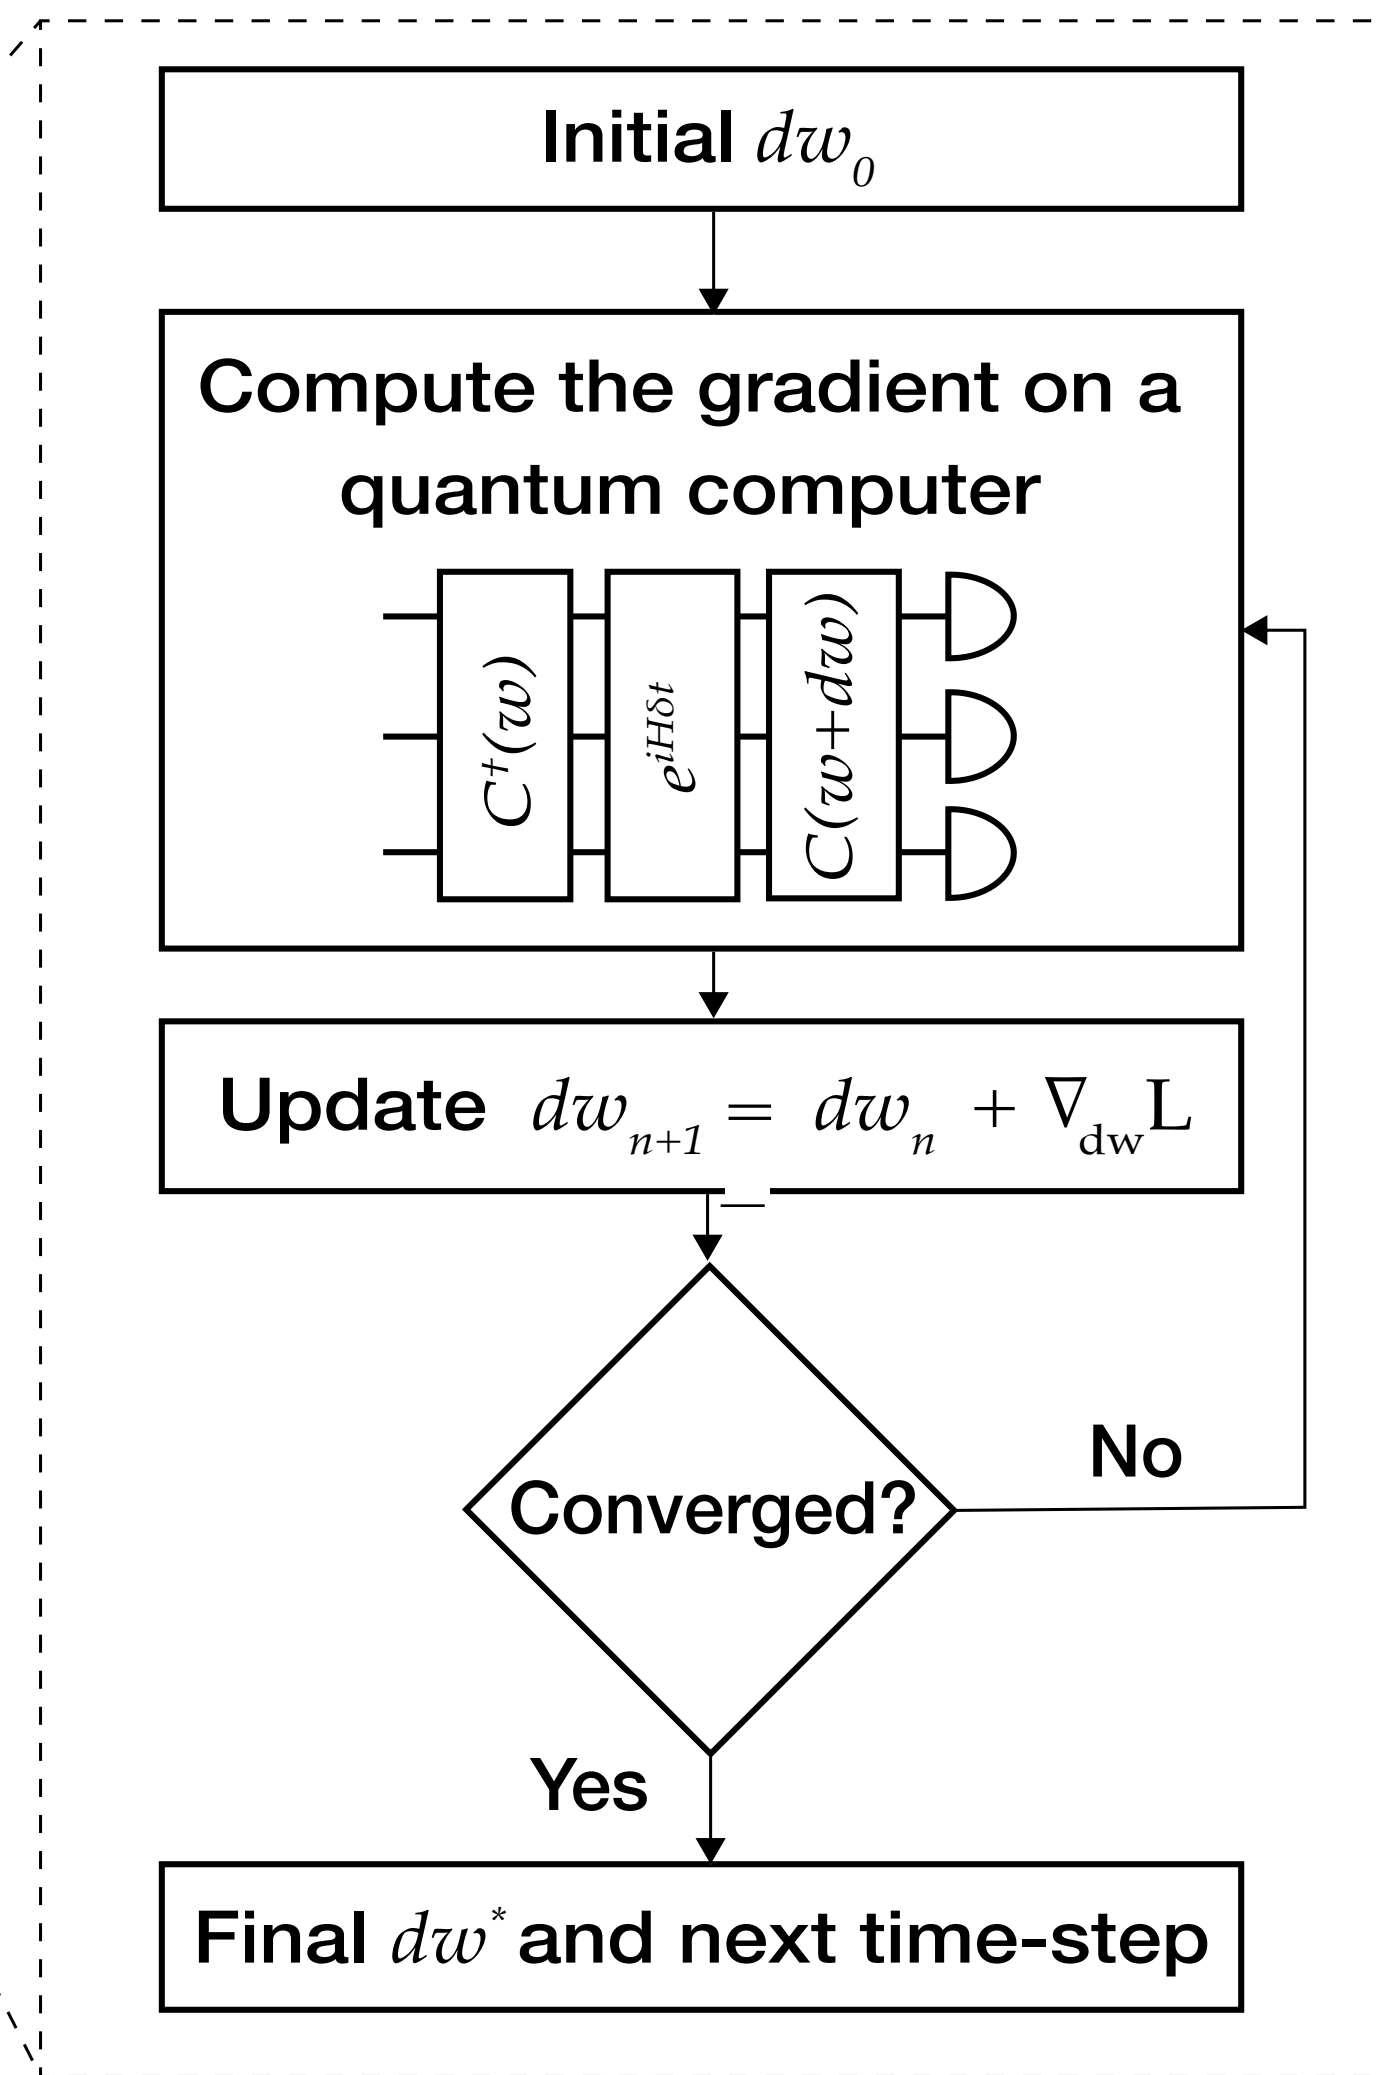 Initial dw₀
Compute the gradient on a
quantum computer
C†(w)
e^{iHδt}
C(w+dw)
Update dwₙ₊₁ = dwₙ + ∇_{dw}L
Converged?
No
Yes
Final dw* and next time-step